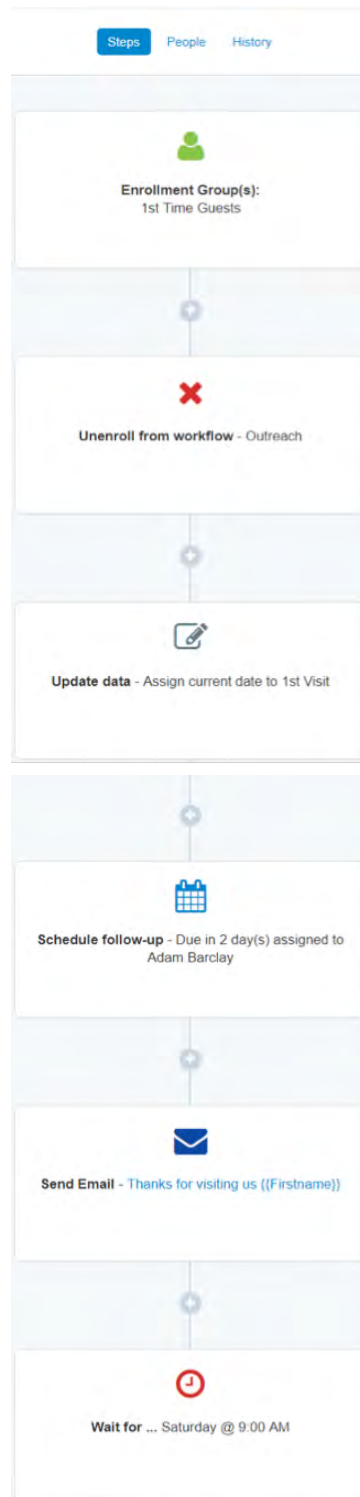 Steps People History
Enrollment Group(s):
1st Time Guests
Unenroll from workflow - Outreach
Update data - Assign current date to 1st Visit
Schedule follow-up - Due in 2 day(s) assigned to
Adam Barclay
Send Email - Thanks for visiting us {{Firstname}}
Wait for ... Saturday @ 9:00 AM